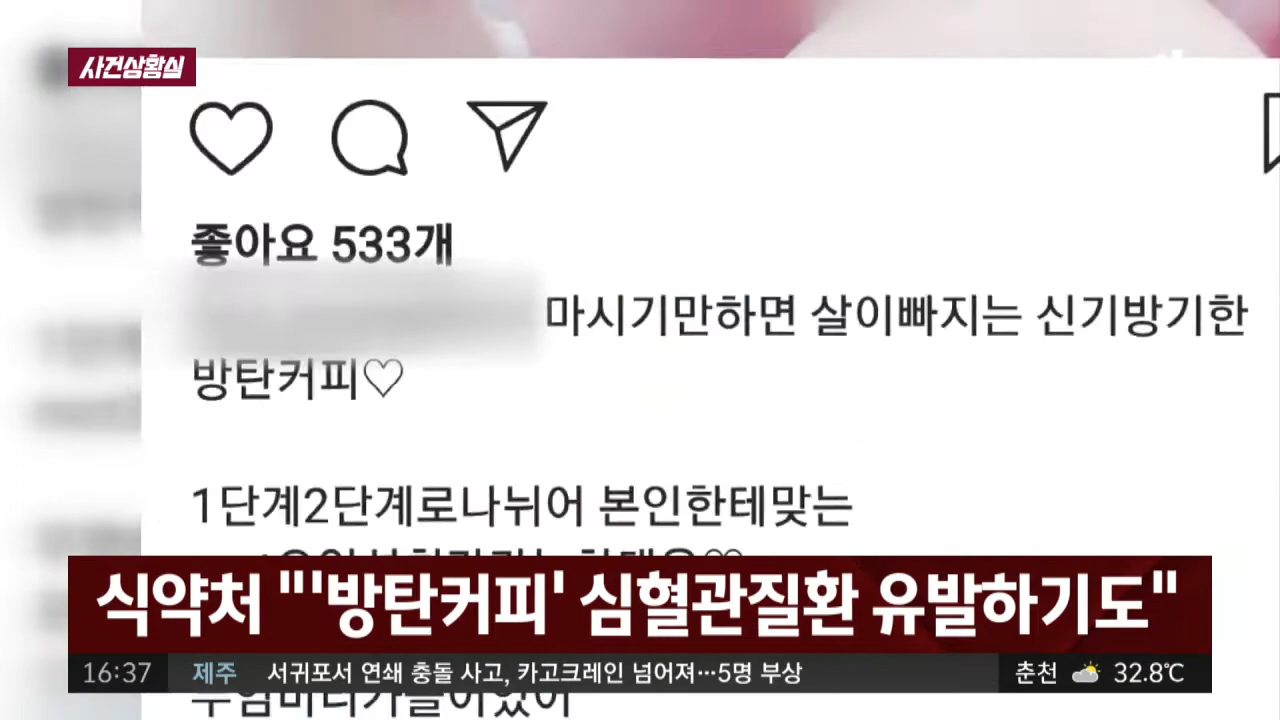 사건상황실
좋아요 533개
마시기만하면 살이빠지는 신기방기한
방탄커피♡
1단계2단계로나뉘어 본인한테맞는
식약처 "'방탄커피' 심혈관질환 유발하기도"
16:37 제주 서귀포서 연쇄 충돌 사고, 카고크레인 넘어져…5명 부상 춘천 32.8℃